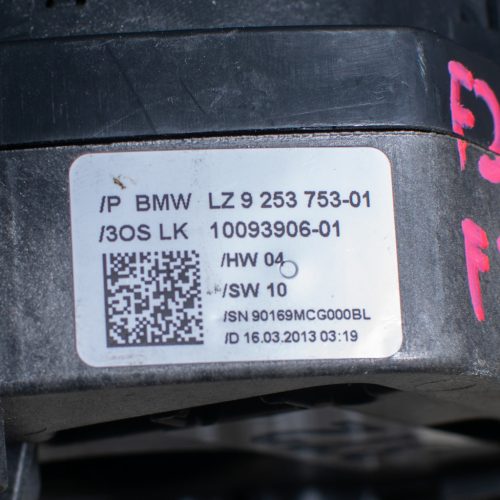 /P BMW LZ 9 253 753-01
/3OS LK 10093906-01
/HW 04
/SW 10
/SN 90169MCG000BL
/D 16.03.2013 03:19